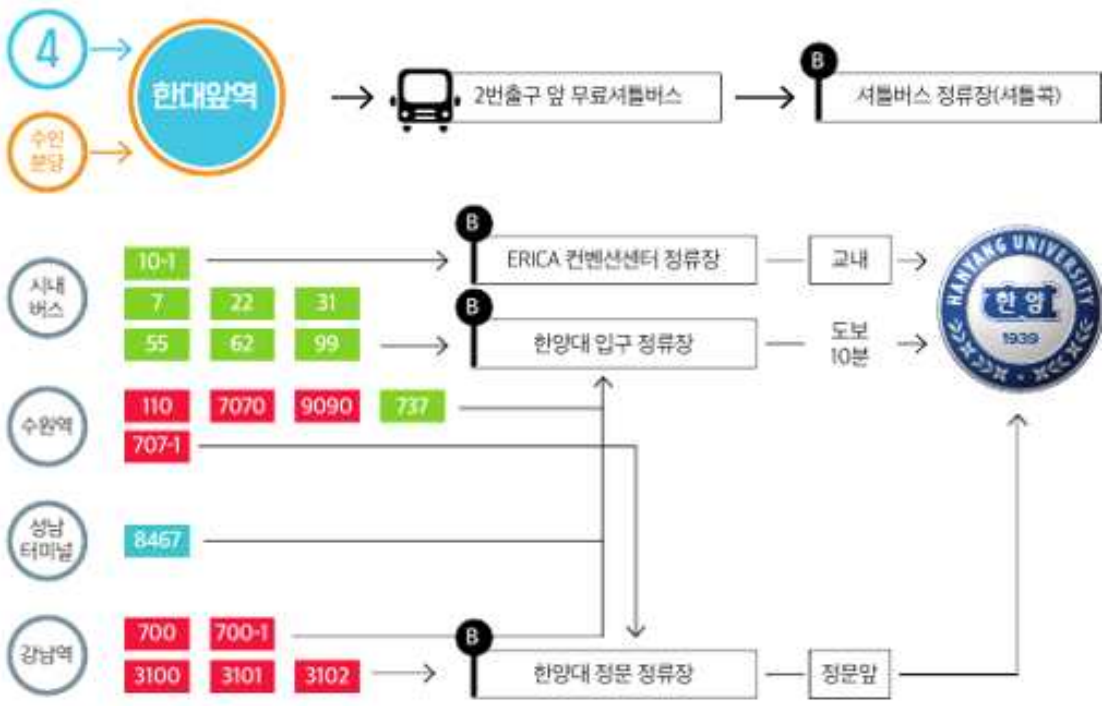 4
수인
분당
한대앞역
2번출구 앞 무료셔틀버스
B
셔틀버스 정류장(셔틀콕)
시내
버스
10-1
7 22 31
55 62 99
B
ERICA 컨벤션센터 정류장
교내
B
한양대 입구 정류장
도보
10분
HANYANG UNIVERSITY
한양
1939
수원역
110 7070 9090 737
707-1
성남
터미널
8467
강남역
700 700-1
3100 3101 3102
B
한양대 정문 정류장
정문앞